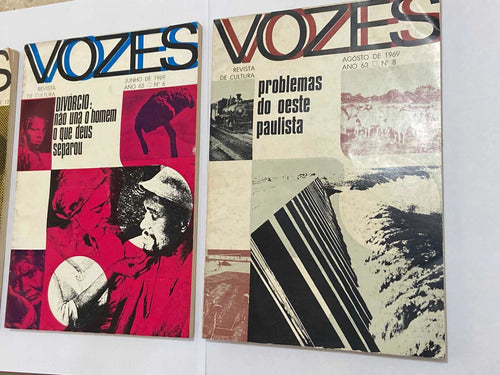 S
VOZES
REVISTA
DE CULTURA
JUNHO DE 1969
ANO 63 □ Nº 6
DIVÓRCIO:
não una o homem
o que deus
separou
VOZES
REVISTA
DE CULTURA
AGOSTO DE 1969
ANO 63 □ Nº 8
problemas
do oeste
paulista